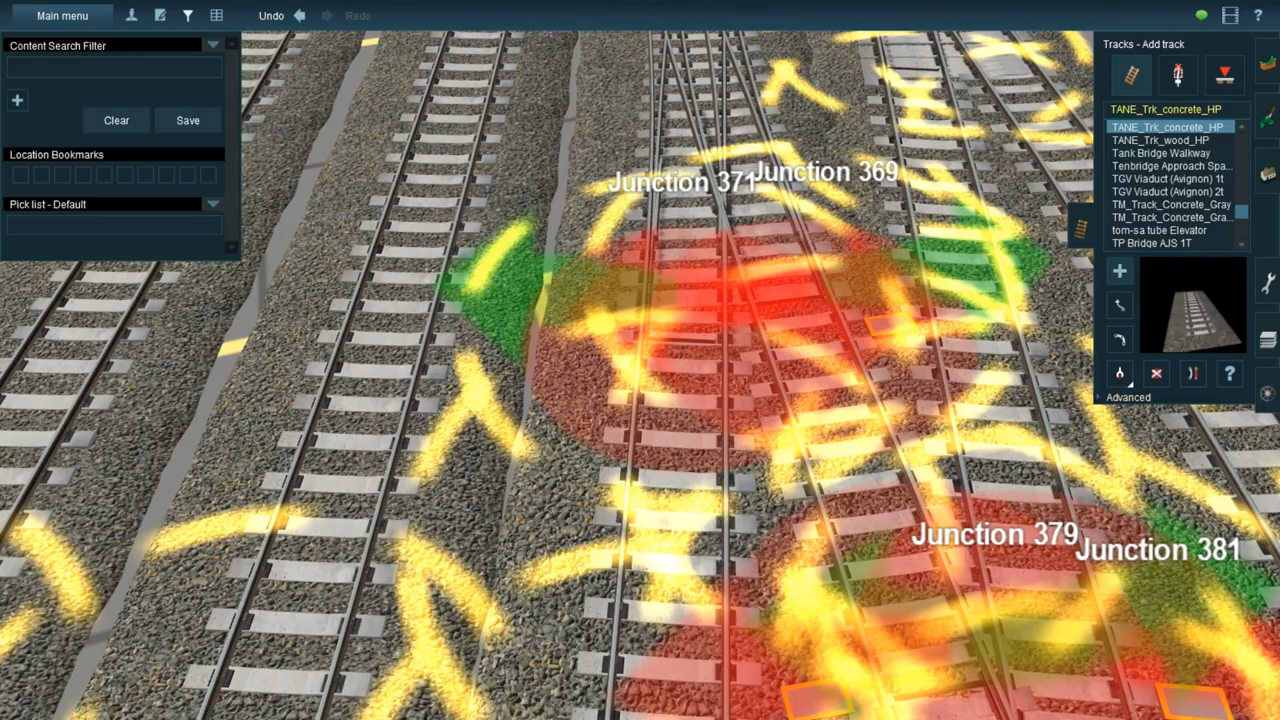 Main menu
Undo
Redo
?
Content Search Filter
Clear
Save
Location Bookmarks
Pick list - Default
Tracks - Add track
TANE_Trk_concrete_HP
TANE_Trk_concrete_HP
TANE_Trk_wood_HP
Tank Bridge Walkway
Tenbridge Approach Spa...
TGV Viaduct (Avignon) 1t
TGV Viaduct (Avignon) 2t
TM_Track_Concrete_Gray
TM_Track_Concrete_Gra...
tom-sa tube Elevator
TP Bridge AJS 1T
?
Advanced
Junction 371
Junction 369
Junction 379
Junction 381